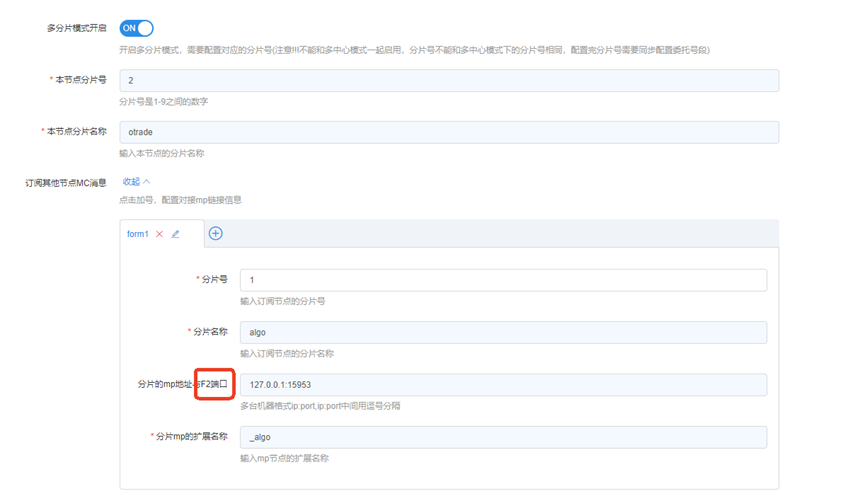 多分片模式开启 ON
开启多分片模式，需要配置对应的分片号(注意!!!不能和多中心模式一起启用，分片号不能和多中心模式下的分片号相同，配置完分片号需要同步配置委托号段)
* 本节点分片号 2
分片号是1-9之间的数字
* 本节点分片名称 otrade
输入本节点的分片名称
订阅其他节点MC消息 收起
点击加号，配置对接mp链接信息
form1
* 分片号 1
输入订阅节点的分片号
* 分片名称 algo
输入订阅节点的分片名称
分片的mp地址与F2端口 127.0.0.1:15953
多台机器格式ip:port,ip:port中间用逗号分隔
* 分片mp的扩展名称 _algo
输入mp节点的扩展名称